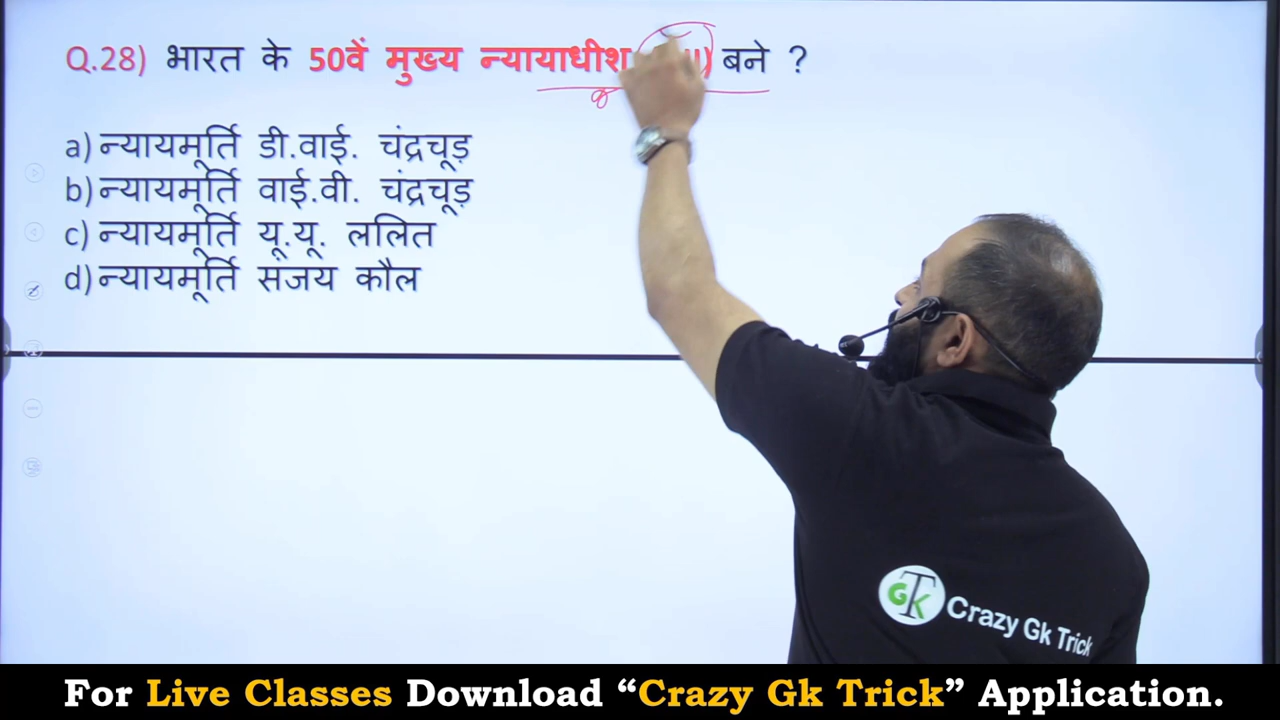 Q.28) भारत के 50वें मुख्य न्यायाधीश बने ?
a) न्यायमूर्ति डी.वाई. चंद्रचूड़
b) न्यायमूर्ति वाई.वी. चंद्रचूड़
c) न्यायमूर्ति यू.यू. ललित
d) न्यायमूर्ति संजय कौल
GTK Crazy Gk Trick
For Live Classes Download “Crazy Gk Trick” Application.